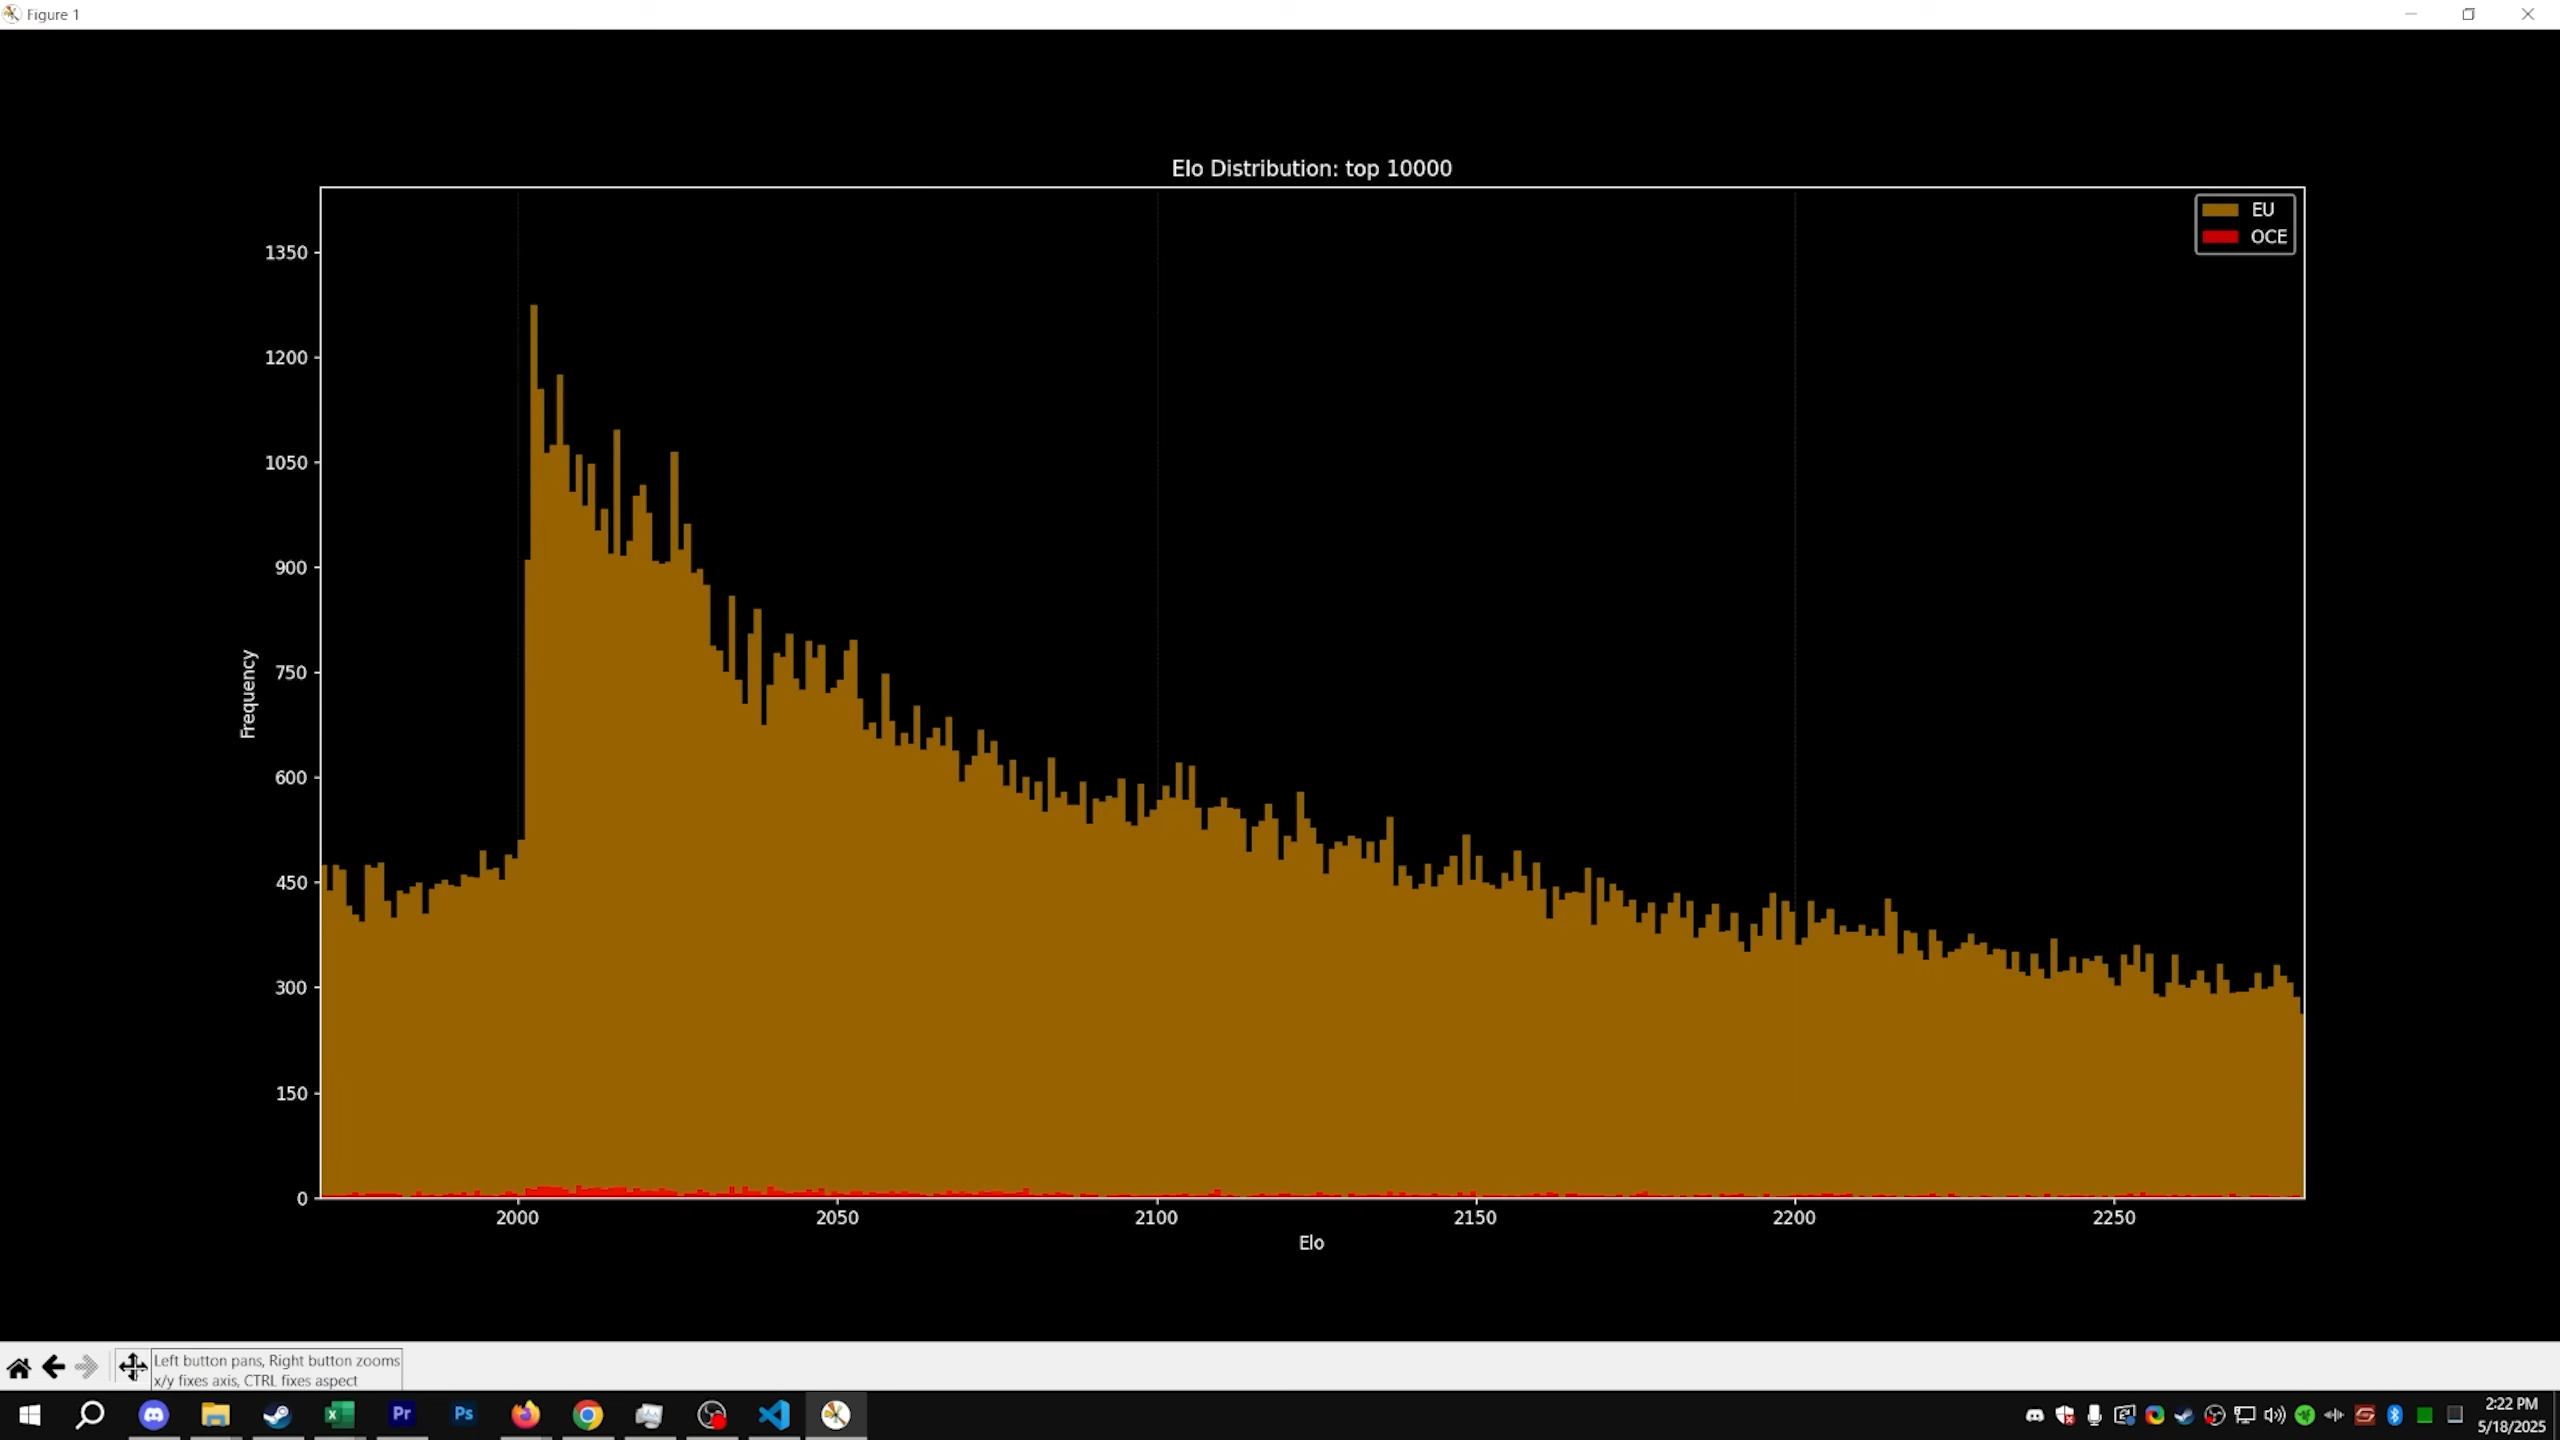 Figure 1
Elo Distribution: top 10000
EU
OCE
1350
1200
1050
900
750
600
450
300
150
0
Frequency
2000
2050
2100
2150
2200
2250
Elo
Left button pans, Right button zooms
x/y fixes axis, CTRL fixes aspect
Pr
Ps
2:22 PM
5/18/2025